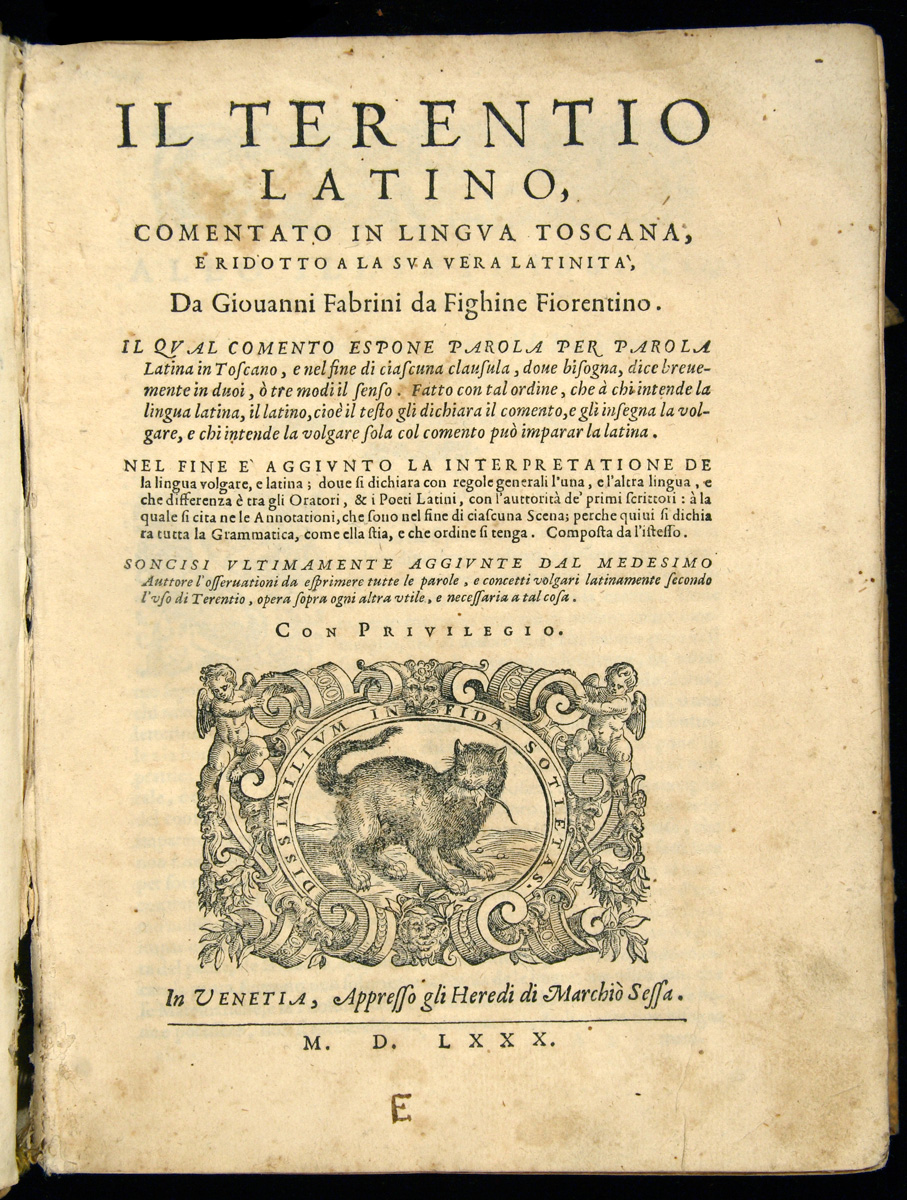 IL TERENTIO
LATINO,
COMENTATO IN LINGVA TOSCANA,
E RIDOTTO A LA SVA VERA LATINITA`,
Da Giouanni Fabrini da Fighine Fiorentino.
IL QVAL COMENTO ESPONE PAROLA PER PAROLA
Latina in Toſcano, e nel fine di ciaſcuna clauſula, doue biſogna, dice breue-
mente in duoi, ò tre modi il ſenſo. Fatto con tal ordine, che à chi intende la
lingua latina, il latino, cioè il teſto gli dichiara il comento, e gli inſegna la vol-
gare, e chi intende la volgare ſola col comento può imparar la latina.
NEL FINE E` AGGIVNTO LA INTERPRETATIONE DE
la lingua volgare, e latina; doue ſi dichiara con regole generali l'una, e l'altra lingua, e
che differenza è tra gli Oratori, & i Poeti Latini, con l'auttorità de' primi ſcrittori: à la
quale ſi cita ne le Annotationi, che ſono nel fine di ciaſcuna Scena; perche quiui ſi dichia
ra tutta la Grammatica, come ella ſtia, e che ordine ſi tenga. Compoſta da l'iſteſſo.
SONCISI VLTIMAMENTE AGGIVNTE DAL MEDESIMO
Auttore l'oſſeruationi da eſprimere tutte le parole, e concetti volgari latinamente ſecondo
l'vſo di Terentio, opera ſopra ogni altra vtile, e neceſſaria a tal coſa.
CON PRIVILEGIO.
DISSIMILIVM INFIDA SOTIETAS.
In VENETIA, Appreſſo gli Heredi di Marchiò Seſſa.
M. D. LXXX.
E